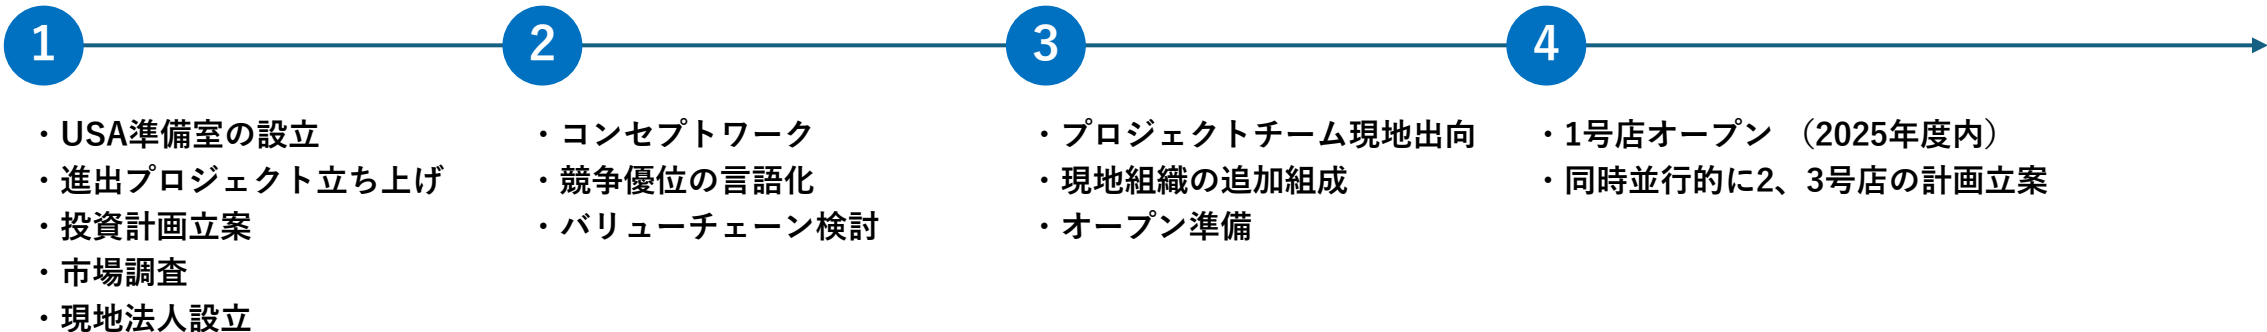 1
・USA準備室の設立
・進出プロジェクト立ち上げ
・投資計画立案
・市場調査
・現地法人設立
2
・コンセプトワーク
・競争優位の言語化
・バリューチェーン検討
3
・プロジェクトチーム現地出向
・現地組織の追加組成
・オープン準備
4
・1号店オープン （2025年度内）
・同時並行的に2、3号店の計画立案